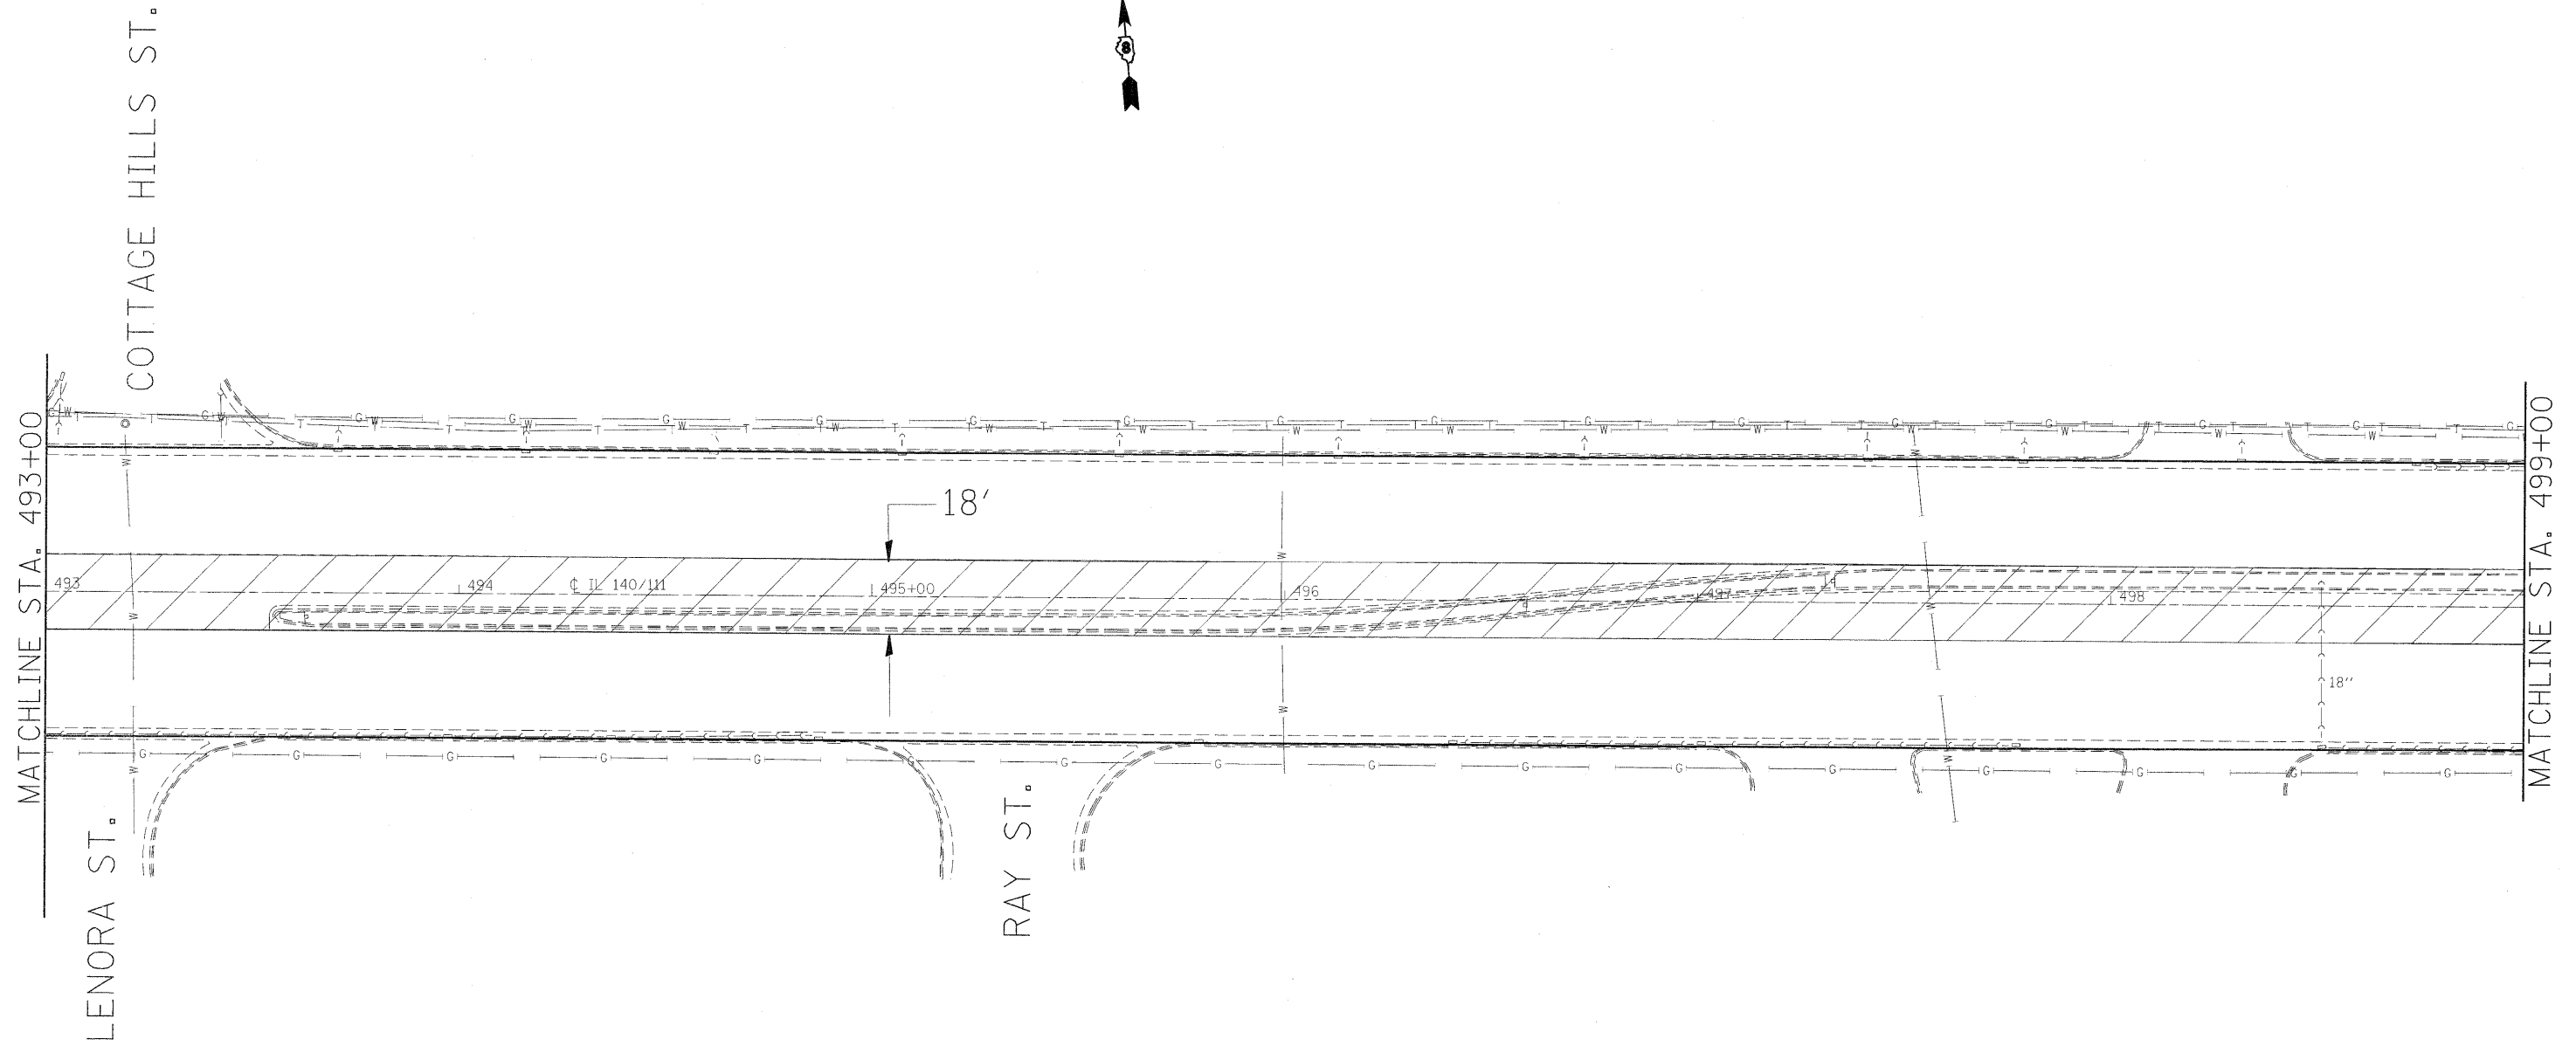 8
COTTAGE HILLS ST.
MATCHLINE STA. 493+00
MATCHLINE STA. 499+00
G W T G W T G W T G W T G W T G W T G W T G W T G
18'
493
494
℄ IL 140/111
495+00
496
497
498
18''
W
W
W
G G G G G G G G G G G G G G G G
LENORA ST.
RAY ST.